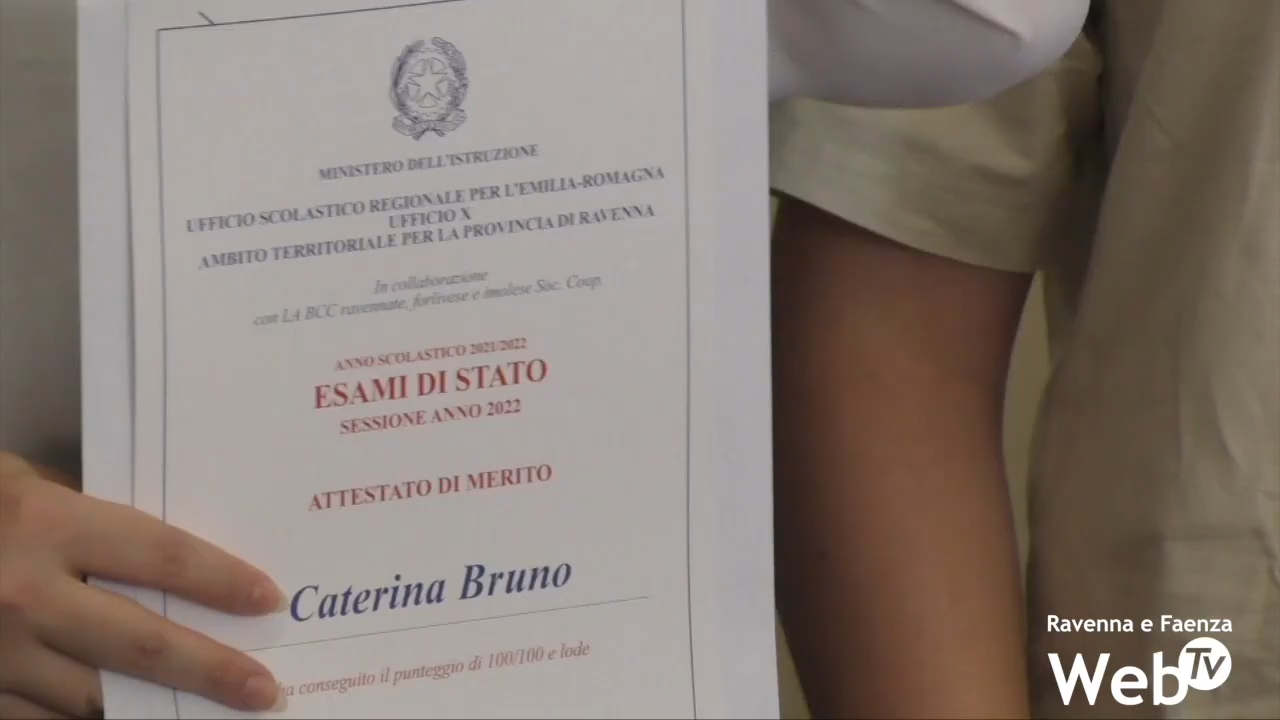 MINISTERO DELL'ISTRUZIONE
UFFICIO SCOLASTICO REGIONALE PER L'EMILIA-ROMAGNA
UFFICIO X
AMBITO TERRITORIALE PER LA PROVINCIA DI RAVENNA
In collaborazione
con LA BCC ravennate, forlivese e imolese Soc. Coop.
ANNO SCOLASTICO 2021/2022
ESAMI DI STATO
SESSIONE ANNO 2022
ATTESTATO DI MERITO
Caterina Bruno
ha conseguito il punteggio di 100/100 e lode
Ravenna e Faenza
Web TV